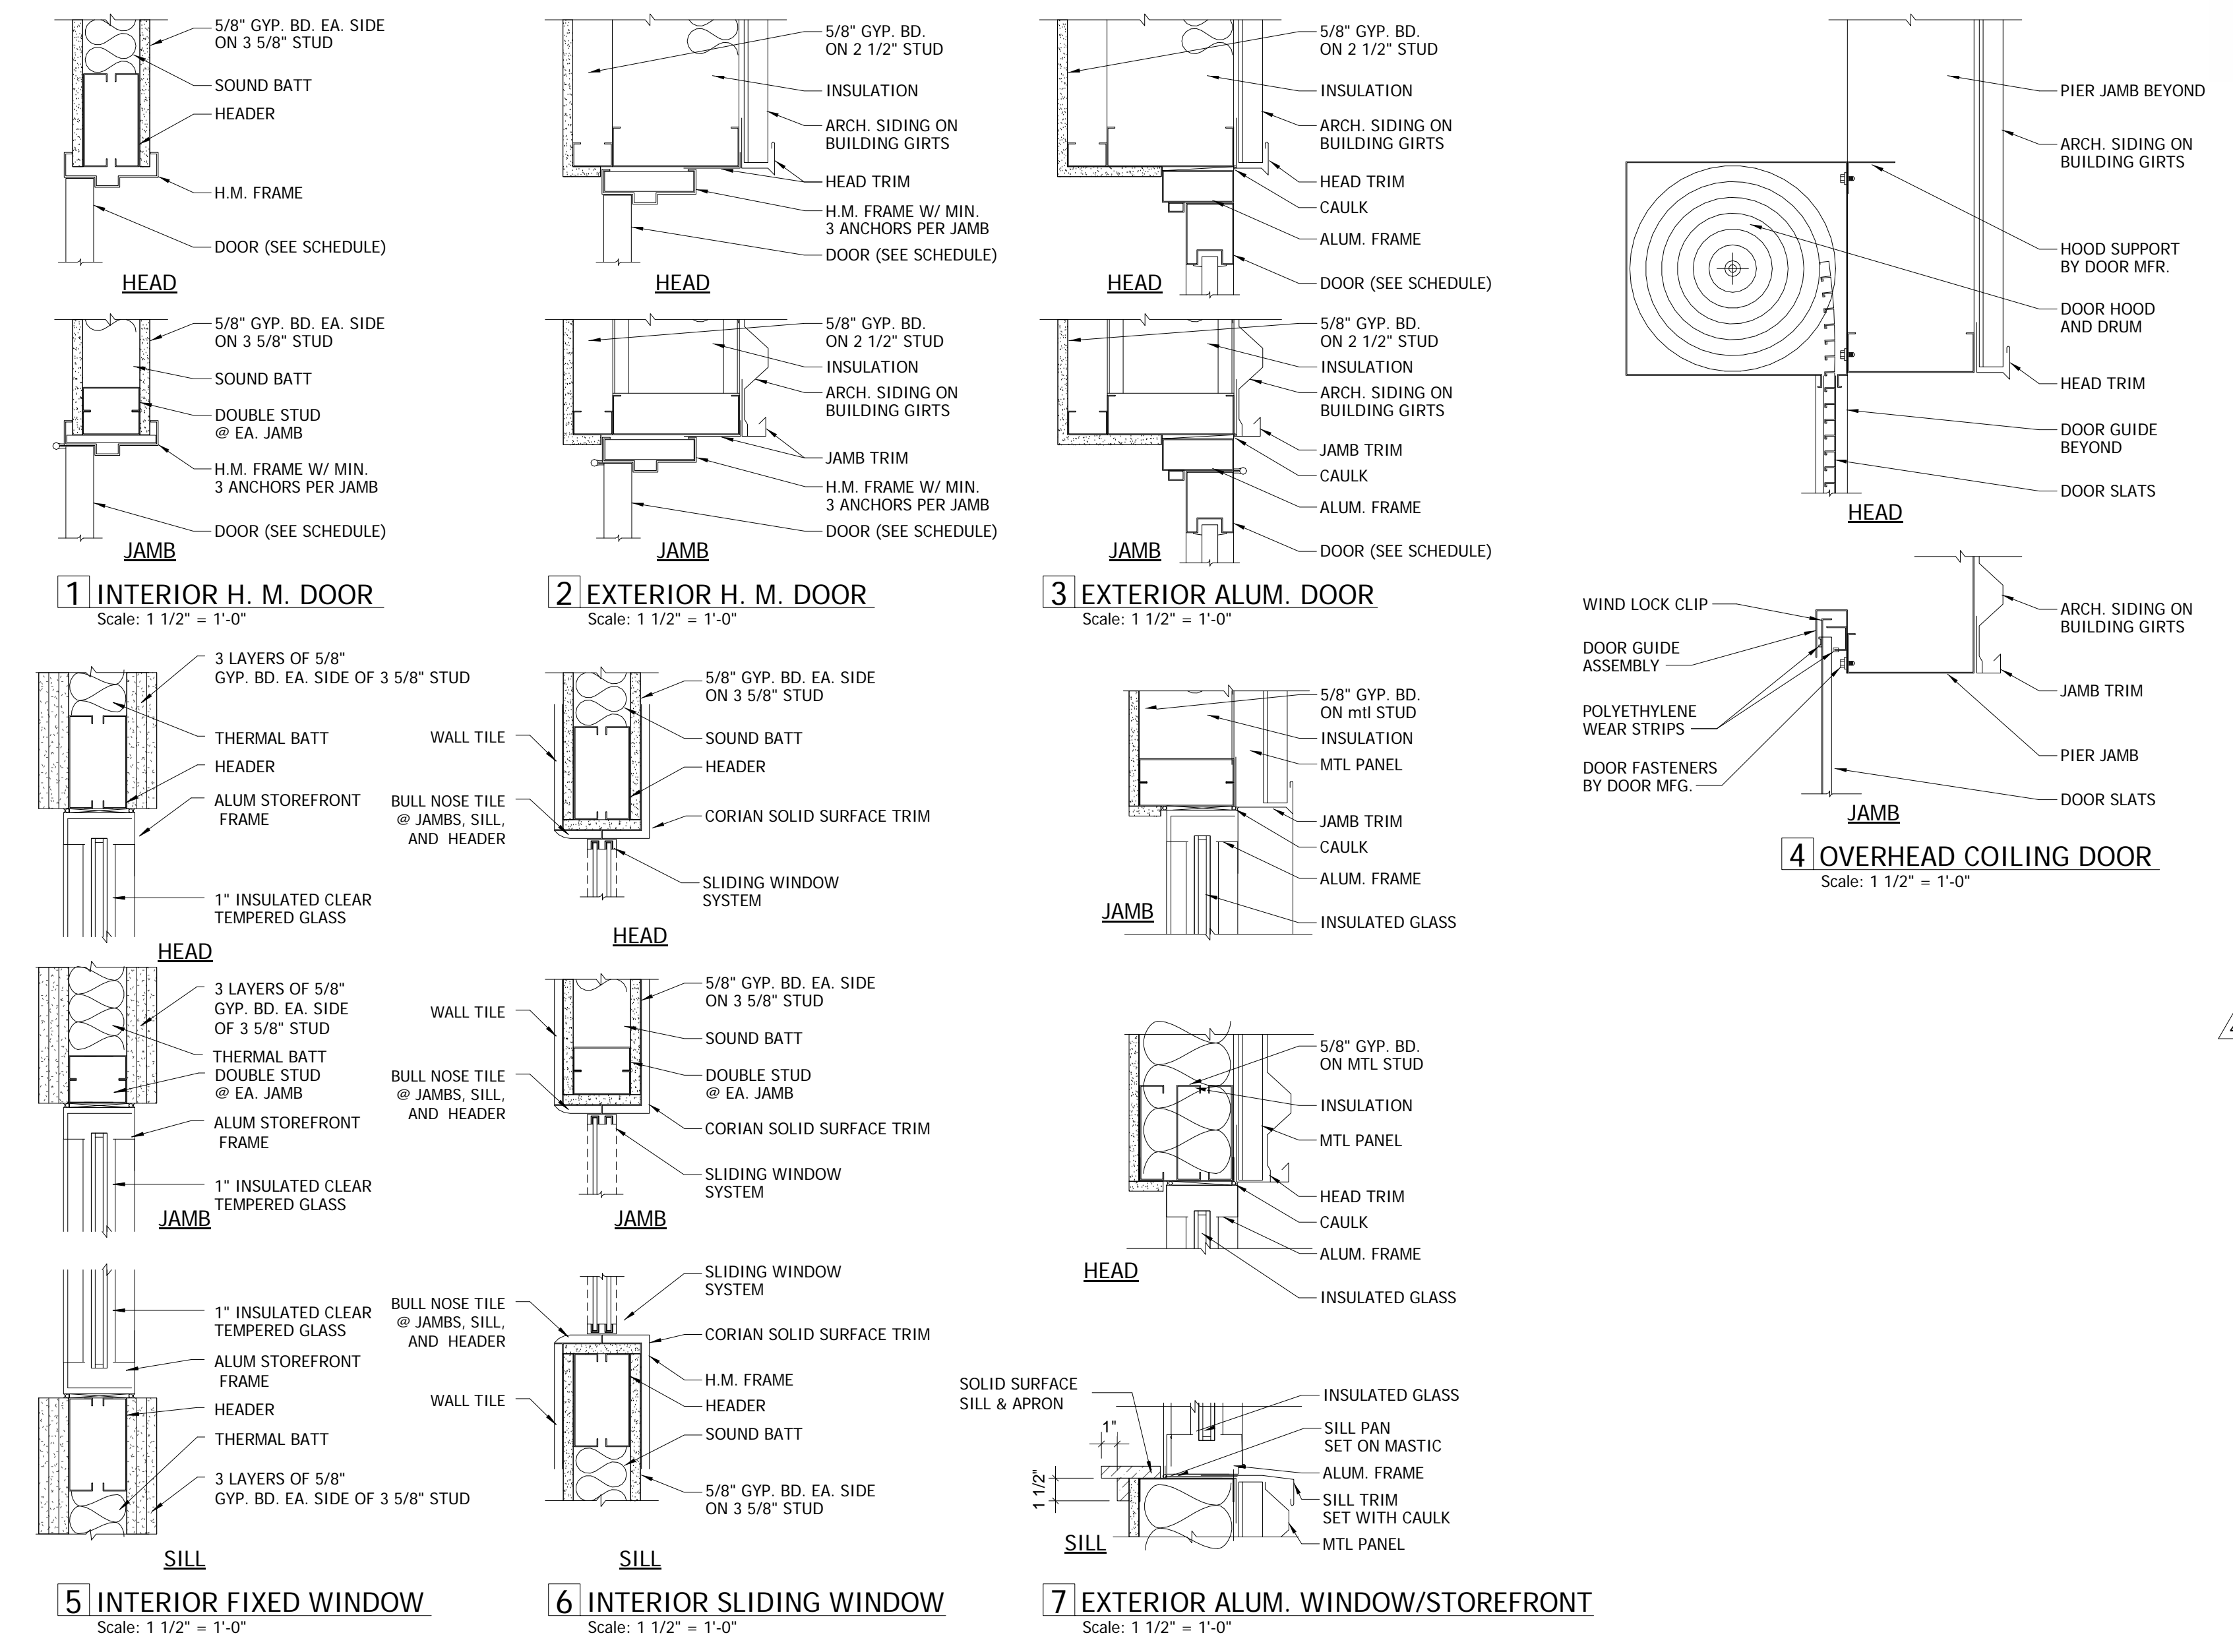 5/8" GYP. BD. EA. SIDE
ON 3 5/8" STUD
SOUND BATT
HEADER
H.M. FRAME
DOOR (SEE SCHEDULE)
HEAD
5/8" GYP. BD. EA. SIDE
ON 3 5/8" STUD
SOUND BATT
DOUBLE STUD
@ EA. JAMB
H.M. FRAME W/ MIN.
3 ANCHORS PER JAMB
DOOR (SEE SCHEDULE)
JAMB
1 INTERIOR H. M. DOOR
Scale: 1 1/2" = 1'-0"
5/8" GYP. BD.
ON 2 1/2" STUD
INSULATION
ARCH. SIDING ON
BUILDING GIRTS
HEAD TRIM
H.M. FRAME W/ MIN.
3 ANCHORS PER JAMB
DOOR (SEE SCHEDULE)
HEAD
5/8" GYP. BD.
ON 2 1/2" STUD
INSULATION
ARCH. SIDING ON
BUILDING GIRTS
JAMB TRIM
H.M. FRAME W/ MIN.
3 ANCHORS PER JAMB
DOOR (SEE SCHEDULE)
JAMB
2 EXTERIOR H. M. DOOR
Scale: 1 1/2" = 1'-0"
5/8" GYP. BD.
ON 2 1/2" STUD
INSULATION
ARCH. SIDING ON
BUILDING GIRTS
HEAD TRIM
CAULK
ALUM. FRAME
DOOR (SEE SCHEDULE)
HEAD
5/8" GYP. BD.
ON 2 1/2" STUD
INSULATION
ARCH. SIDING ON
BUILDING GIRTS
JAMB TRIM
CAULK
ALUM. FRAME
DOOR (SEE SCHEDULE)
JAMB
3 EXTERIOR ALUM. DOOR
Scale: 1 1/2" = 1'-0"
PIER JAMB BEYOND
ARCH. SIDING ON
BUILDING GIRTS
HOOD SUPPORT
BY DOOR MFR.
DOOR HOOD
AND DRUM
HEAD TRIM
DOOR GUIDE
BEYOND
DOOR SLATS
HEAD
WIND LOCK CLIP
DOOR GUIDE
ASSEMBLY
POLYETHYLENE
WEAR STRIPS
DOOR FASTENERS
BY DOOR MFG.
ARCH. SIDING ON
BUILDING GIRTS
JAMB TRIM
PIER JAMB
DOOR SLATS
JAMB
4 OVERHEAD COILING DOOR
Scale: 1 1/2" = 1'-0"
3 LAYERS OF 5/8"
GYP. BD. EA. SIDE OF 3 5/8" STUD
THERMAL BATT
HEADER
ALUM STOREFRONT
FRAME
1" INSULATED CLEAR
TEMPERED GLASS
HEAD
3 LAYERS OF 5/8"
GYP. BD. EA. SIDE
OF 3 5/8" STUD
THERMAL BATT
DOUBLE STUD
@ EA. JAMB
ALUM STOREFRONT
FRAME
1" INSULATED CLEAR
TEMPERED GLASS
JAMB
1" INSULATED CLEAR
TEMPERED GLASS
ALUM STOREFRONT
FRAME
HEADER
THERMAL BATT
3 LAYERS OF 5/8"
GYP. BD. EA. SIDE OF 3 5/8" STUD
SILL
5 INTERIOR FIXED WINDOW
Scale: 1 1/2" = 1'-0"
WALL TILE
BULL NOSE TILE
@ JAMBS, SILL,
AND HEADER
5/8" GYP. BD. EA. SIDE
ON 3 5/8" STUD
SOUND BATT
HEADER
CORIAN SOLID SURFACE TRIM
SLIDING WINDOW
SYSTEM
HEAD
WALL TILE
BULL NOSE TILE
@ JAMBS, SILL,
AND HEADER
5/8" GYP. BD. EA. SIDE
ON 3 5/8" STUD
SOUND BATT
DOUBLE STUD
@ EA. JAMB
CORIAN SOLID SURFACE TRIM
SLIDING WINDOW
SYSTEM
JAMB
BULL NOSE TILE
@ JAMBS, SILL,
AND HEADER
WALL TILE
SLIDING WINDOW
SYSTEM
CORIAN SOLID SURFACE TRIM
H.M. FRAME
HEADER
SOUND BATT
5/8" GYP. BD. EA. SIDE
ON 3 5/8" STUD
SILL
6 INTERIOR SLIDING WINDOW
Scale: 1 1/2" = 1'-0"
5/8" GYP. BD.
ON mtl STUD
INSULATION
MTL PANEL
JAMB TRIM
CAULK
ALUM. FRAME
INSULATED GLASS
JAMB
5/8" GYP. BD.
ON MTL STUD
INSULATION
MTL PANEL
HEAD TRIM
CAULK
ALUM. FRAME
INSULATED GLASS
HEAD
SOLID SURFACE
SILL & APRON
1"
1 1/2"
INSULATED GLASS
SILL PAN
SET ON MASTIC
ALUM. FRAME
SILL TRIM
SET WITH CAULK
MTL PANEL
SILL
7 EXTERIOR ALUM. WINDOW/STOREFRONT
Scale: 1 1/2" = 1'-0"